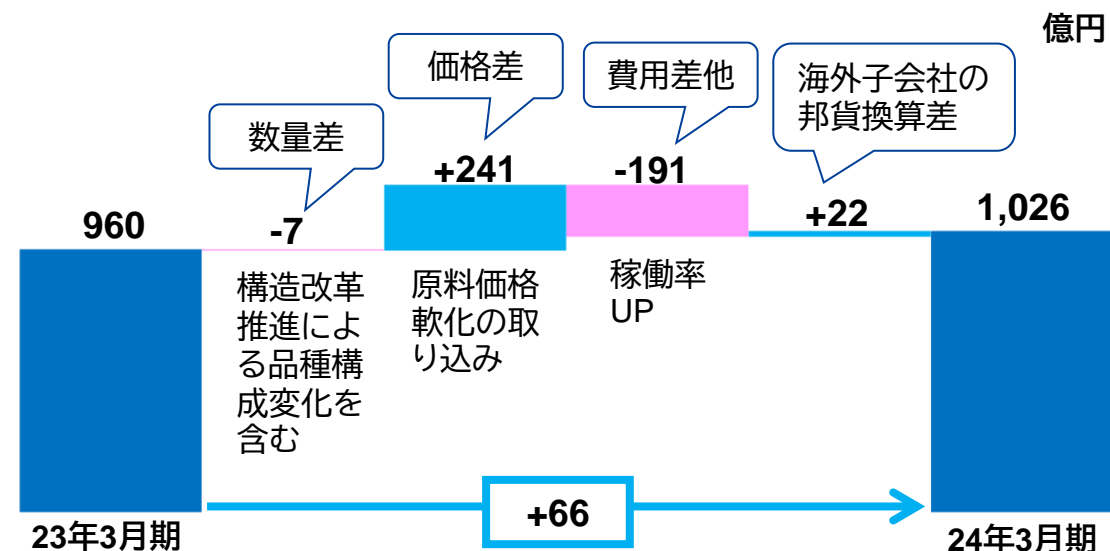 億円
価格差
費用差他
海外子会社の
邦貨換算差
数量差
960
-7
+241
-191
+22
1,026
構造改革
推進によ
る品種構
成変化を
含む
原料価格
軟化の取
り込み
稼働率
UP
+66
23年3月期
24年3月期